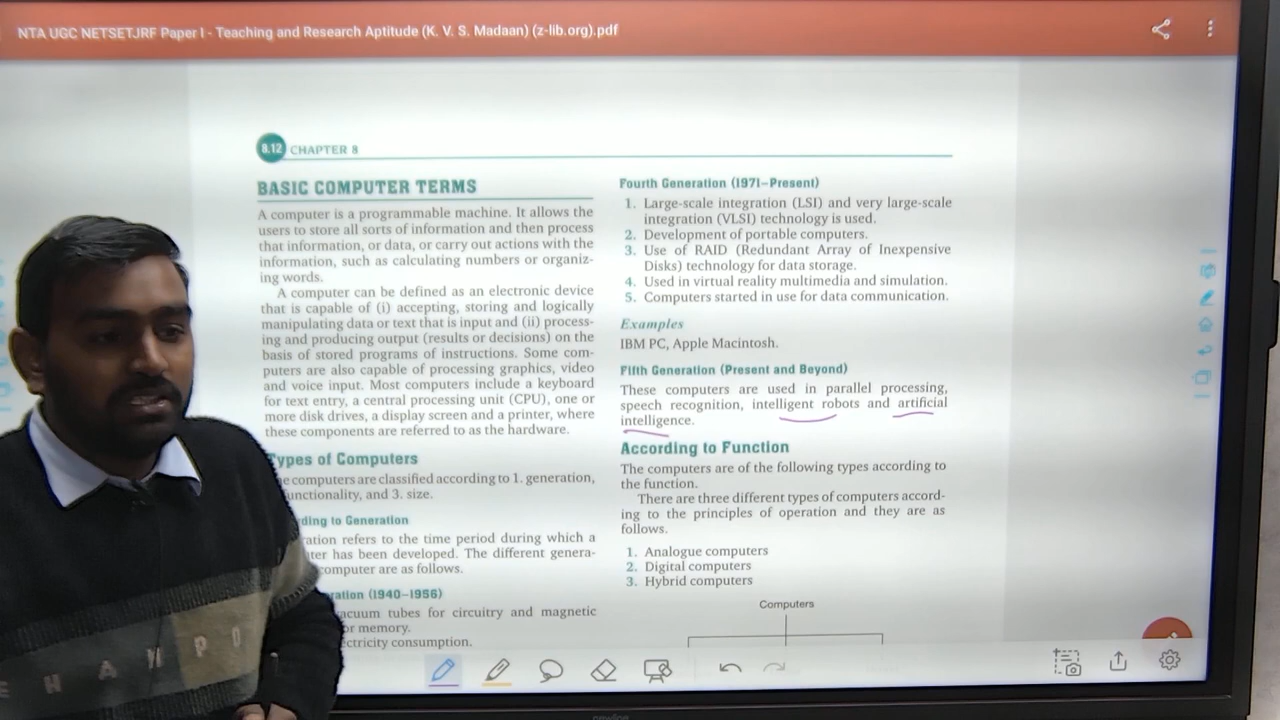 NTA UGC NETSETJRF Paper I - Teaching and Research Aptitude (K. V. S. Madaan) (z-lib.org).pdf
8.12 CHAPTER 8
BASIC COMPUTER TERMS
A computer is a programmable machine. It allows the
users to store all sorts of information and then process
that information, or data, or carry out actions with the
information, such as calculating numbers or organiz-
ing words.
A computer can be defined as an electronic device
that is capable of (i) accepting, storing and logically
manipulating data or text that is input and (ii) process-
ing and producing output (results or decisions) on the
basis of stored programs of instructions. Some com-
puters are also capable of processing graphics, video
and voice input. Most computers include a keyboard
for text entry, a central processing unit (CPU), one or
more disk drives, a display screen and a printer, where
these components are referred to as the hardware.
Types of Computers
computers are classified according to 1. generation,
unctionality, and 3. size.
ding to Generation
ration refers to the time period during which a
ter has been developed. The different genera-
computer are as follows.
ration (1940–1956)
acuum tubes for circuitry and magnetic
or memory.
ectricity consumption.
Fourth Generation (1971–Present)
1. Large-scale integration (LSI) and very large-scale
integration (VLSI) technology is used.
2. Development of portable computers.
3. Use of RAID (Redundant Array of Inexpensive
Disks) technology for data storage.
4. Used in virtual reality multimedia and simulation.
5. Computers started in use for data communication.
Examples
IBM PC, Apple Macintosh.
Fifth Generation (Present and Beyond)
These computers are used in parallel processing,
speech recognition, intelligent robots and artificial
intelligence.
According to Function
The computers are of the following types according to
the function.
There are three different types of computers accord-
ing to the principles of operation and they are as
follows.
1. Analogue computers
2. Digital computers
3. Hybrid computers
Computers
H A M P